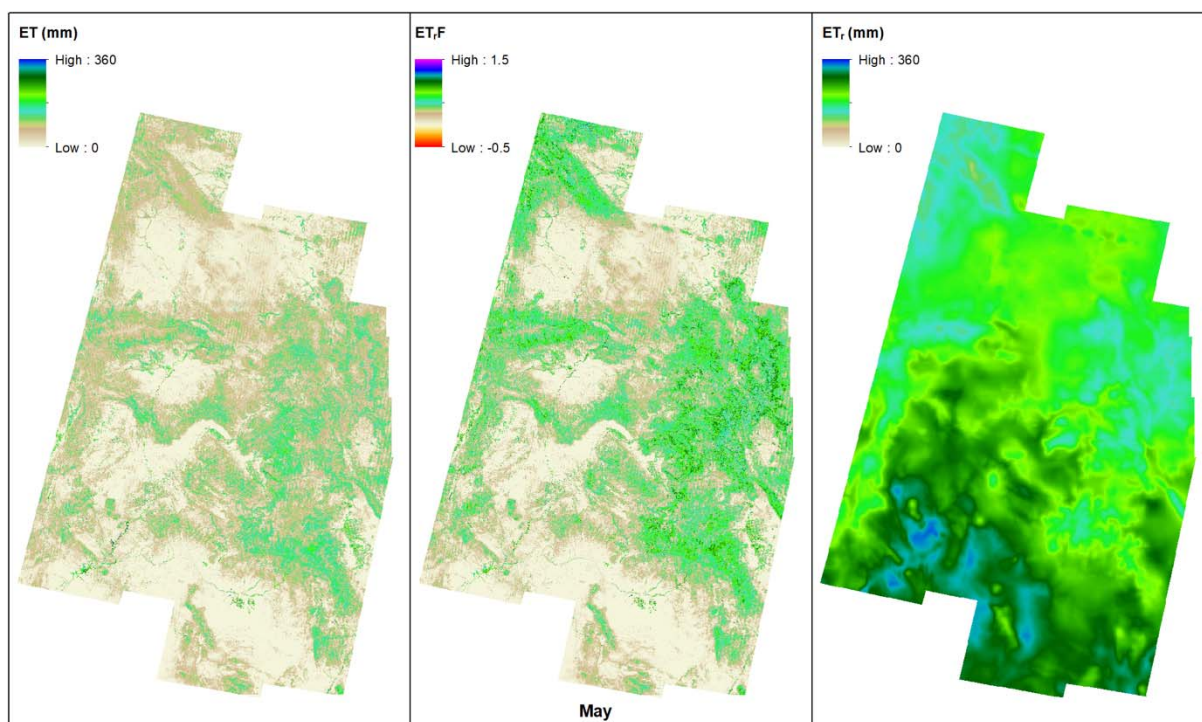 ET (mm)
High : 360
Low : 0
ETᵣF
High : 1.5
Low : -0.5
ETᵣ (mm)
High : 360
Low : 0
May